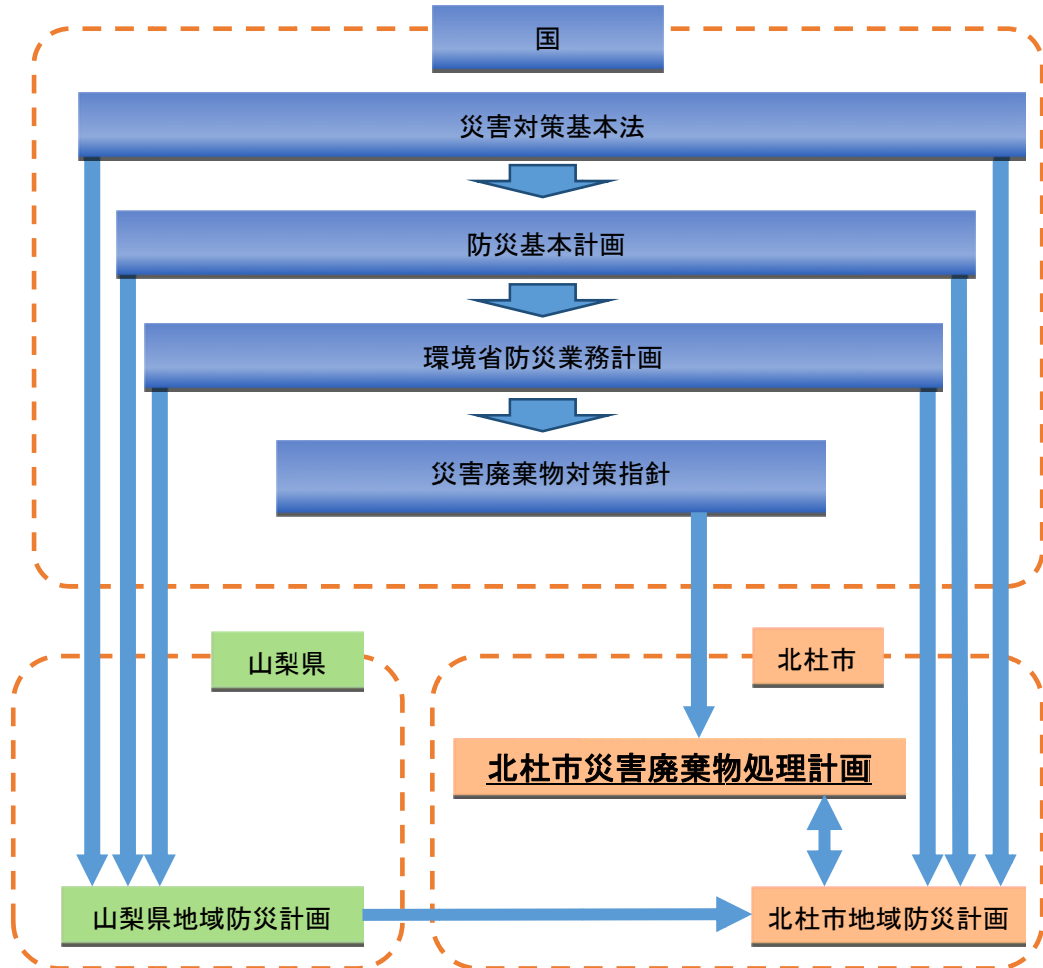 国
災害対策基本法
防災基本計画
環境省防災業務計画
災害廃棄物対策指針
山梨県
北杜市
北杜市災害廃棄物処理計画
山梨県地域防災計画
北杜市地域防災計画